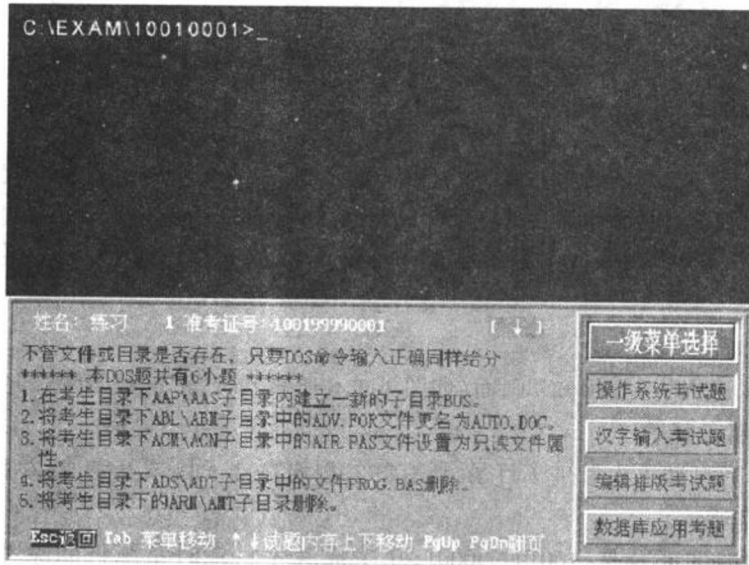 C:\EXAM\10010001>_
姓名: 练习 1 准考证号: 100199990001 [ ↓ ]
不管文件或目录是否存在, 只要DOS命令输入正确同样给分
****** 本DOS题共有6小题 ******
1. 在考生目录下AAP\AAS子目录内建立一新的子目录BUS。
2. 将考生目录下ABL\ABM子目录中的ADV.FOR文件更名为AUTO.DOC。
3. 将考生目录下ACM\ACN子目录中的AIR.PAS文件设置为只读文件属
性。
4. 将考生目录下ADS\ADT子目录中的文件FROG.BAS删除。
5. 将考生目录下的ARM\AMT子目录删除。
Esc返回 Tab 菜单移动 ↑↓试题内容上下移动 PgUp PgDn翻页
一级菜单选择
操作系统考试题
汉字输入考试题
编辑排版考试题
数据库应用考题